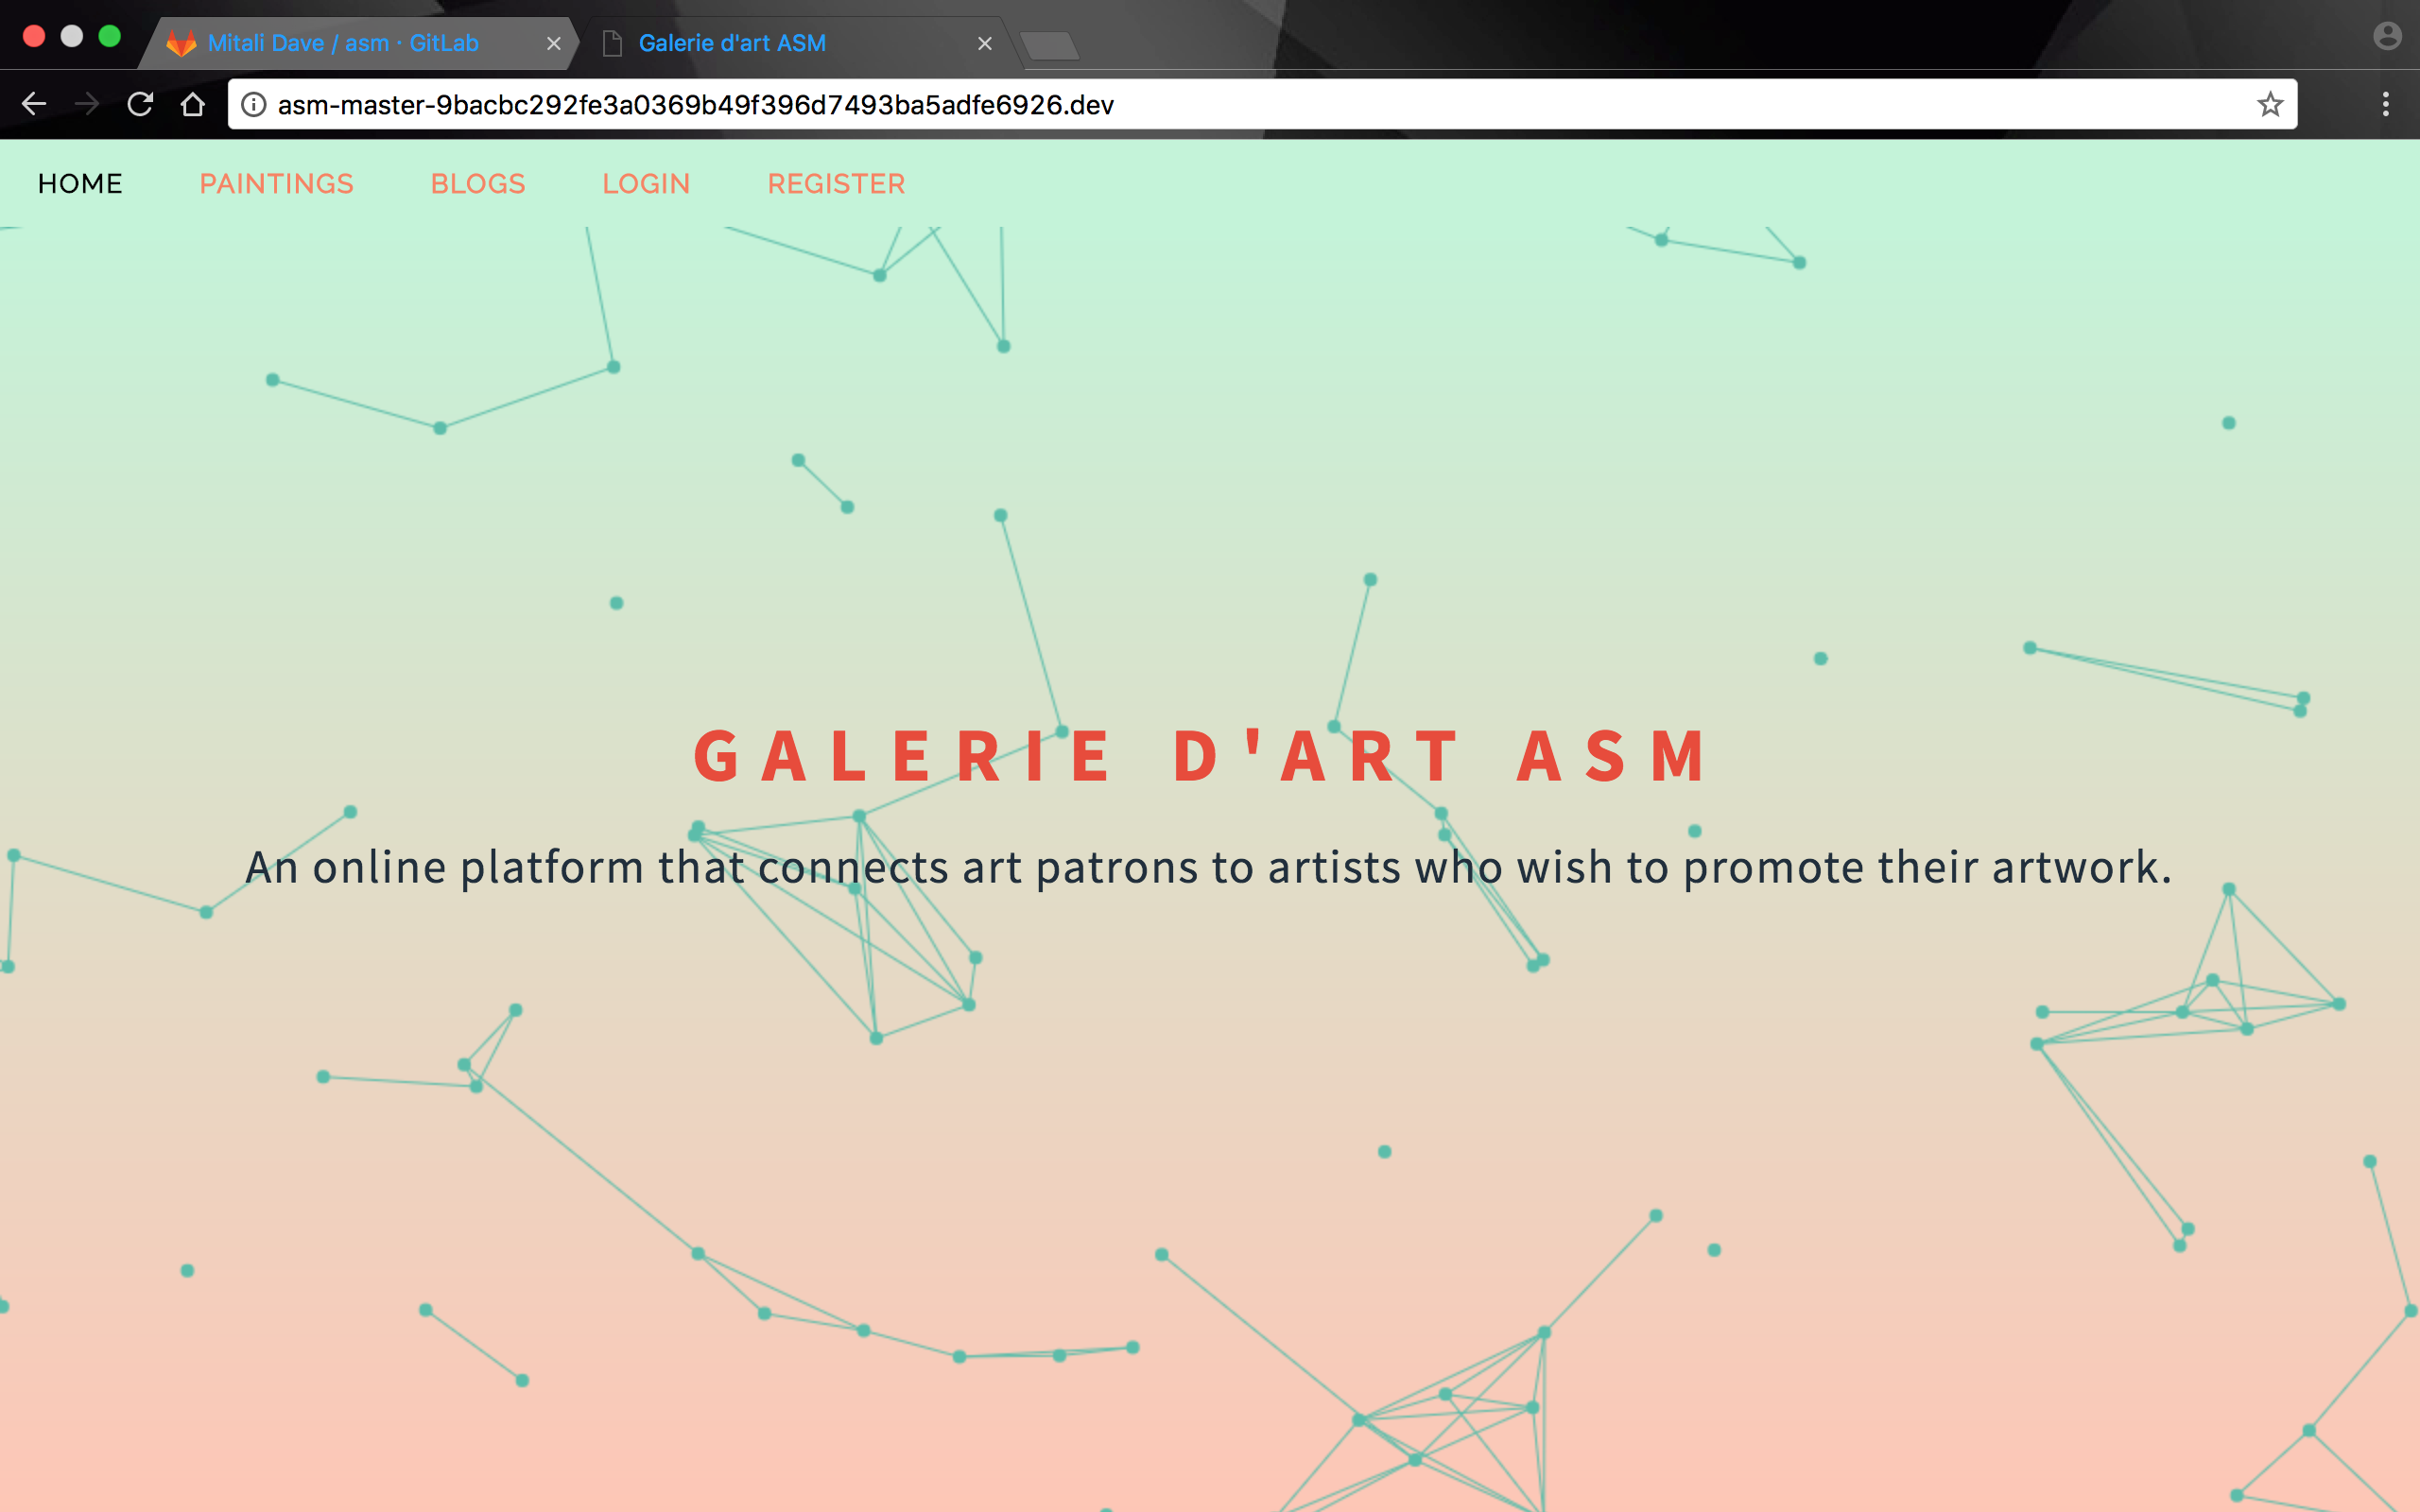 Mitali Dave / asm · GitLab
Galerie d'art ASM
asm-master-9bacbc292fe3a0369b49f396d7493ba5adfe6926.dev
HOME PAINTINGS BLOGS LOGIN REGISTER
GALERIE D'ART ASM
An online platform that connects art patrons to artists who wish to promote their artwork.